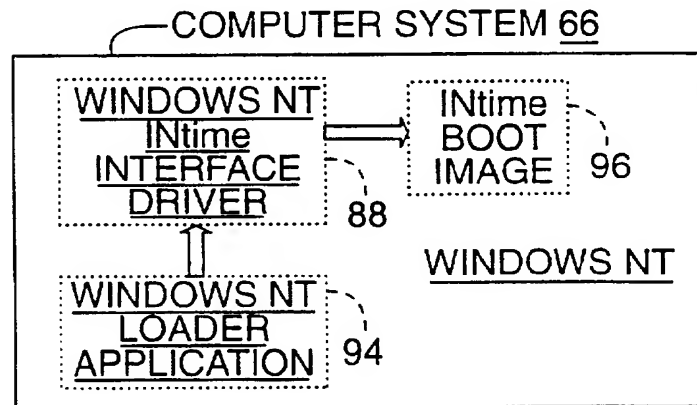 COMPUTER SYSTEM 66
WINDOWS NT
INtime
INTERFACE
DRIVER
88
INtime
BOOT
IMAGE
96
WINDOWS NT
WINDOWS NT
LOADER
APPLICATION
94